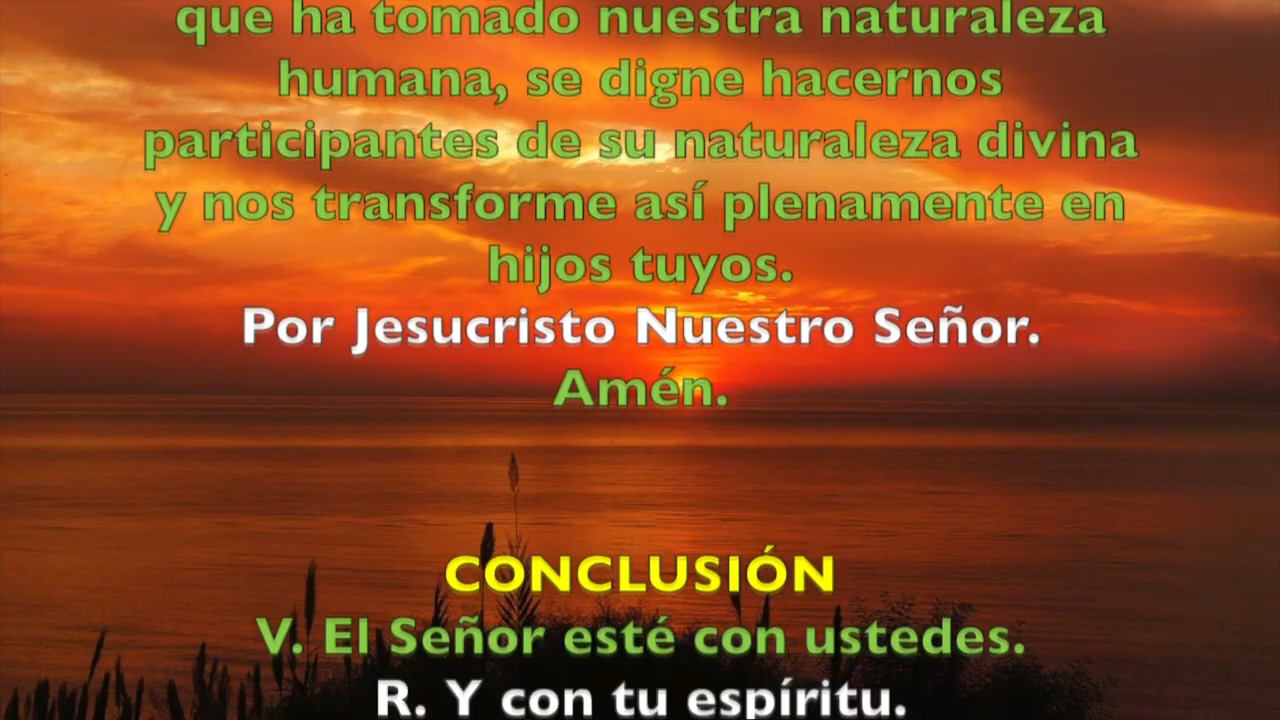 que ha tomado nuestra naturaleza
humana, se digne hacernos
participantes de su naturaleza divina
y nos transforme así plenamente en
hijos tuyos.
Por Jesucristo Nuestro Señor.
Amén.
CONCLUSIÓN
V. El Señor esté con ustedes.
R. Y con tu espíritu.